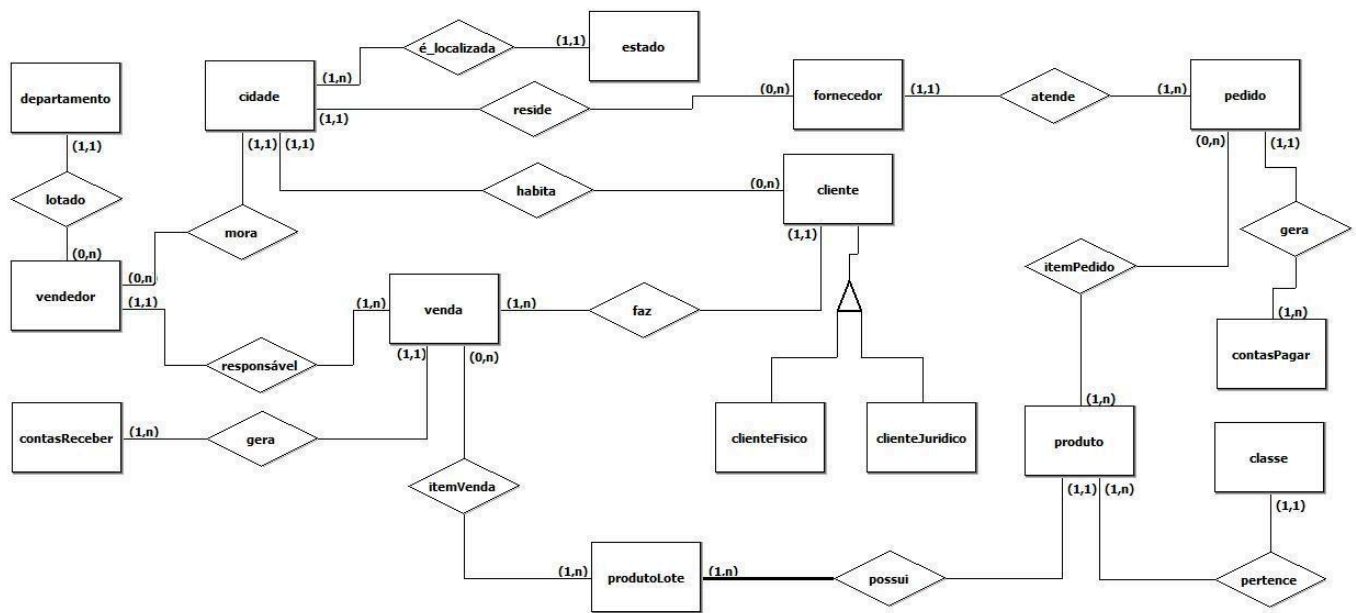 é_localizada
(1,1)
estado
(1,n)
departamento
cidade
(1,1)
reside
(0,n)
fornecedor
(1,1)
atende
(1,n)
pedido
(1,1)
(1,1)
(1,1)
(0,n)
(1,1)
lotado
habita
(0,n)
cliente
mora
(1,1)
gera
(0,n)
(0,n)
itemPedido
vendedor
(1,1)
(1,n)
venda
(1,n)
faz
(1,n)
contasPagar
(1,1)
(0,n)
responsável
contasReceber
(1,n)
gera
clienteFisico
clienteJuridico
(1,n)
produto
classe
(1,1)
(1,n)
(1,1)
itemVenda
(1,n)
produtoLote
(1,n)
possui
pertence